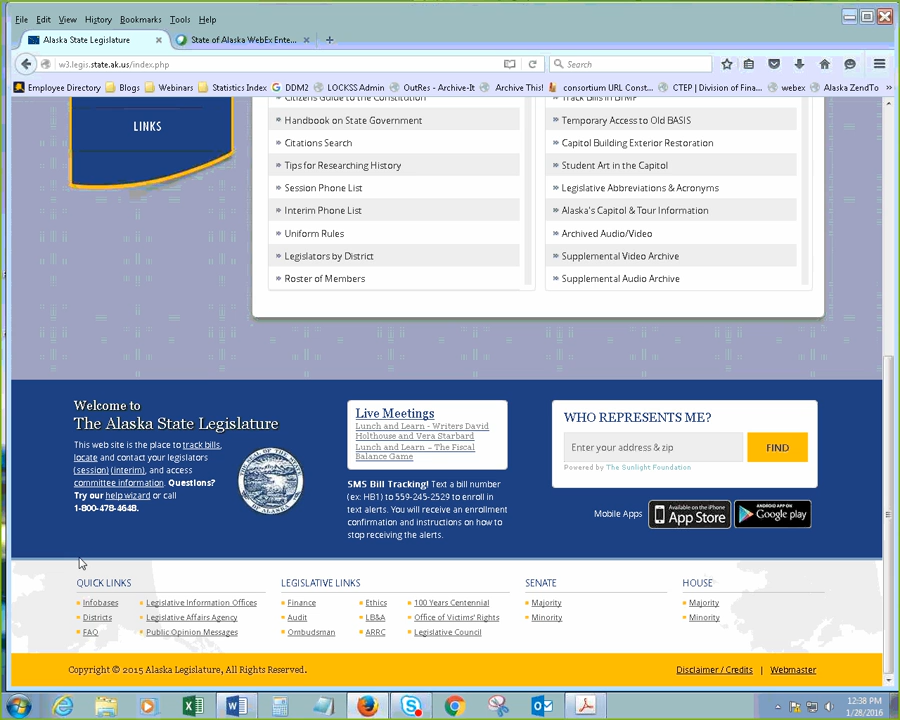 File Edit View History Bookmarks Tools Help
Alaska State Legislature × State of Alaska WebEx Ente... × +
w3.legis.state.ak.us/index.php Search
Employee Directory Blogs Webinars Statistics Index DDM2 LOCKSS Admin OutRes - Archive-It Archive This! consortium URL Const... CTEP | Division of Fina... webex Alaska ZendTo »
LINKS
Citizens Guide to the Constitution
Handbook on State Government
Citations Search
Tips for Researching History
Session Phone List
Interim Phone List
Uniform Rules
Legislators by District
Roster of Members
Track Bills in BHMP
Temporary Access to Old BASIS
Capitol Building Exterior Restoration
Student Art in the Capitol
Legislative Abbreviations & Acronyms
Alaska's Capitol & Tour Information
Archived Audio/Video
Supplemental Video Archive
Supplemental Audio Archive
Welcome to
The Alaska State Legislature
This web site is the place to track bills,
locate and contact your legislators
(session) (interim), and access
committee information. Questions?
Try our help wizard or call
1-800-478-4648.
Live Meetings
Lunch and Learn - Writers David
Holthouse and Vera Starbard
Lunch and Learn – The Fiscal
Balance Game
SMS Bill Tracking! Text a bill number
(ex: HB1) to 559-245-2529 to enroll in
text alerts. You will receive an enrollment
confirmation and instructions on how to
stop receiving the alerts.
WHO REPRESENTS ME?
Enter your address & zip FIND
Powered by The Sunlight Foundation
Mobile Apps
Available on the iPhone
App Store
ANDROID APP ON
Google play
QUICK LINKS
Infobases Legislative Information Offices
Districts Legislative Affairs Agency
FAQ Public Opinion Messages
LEGISLATIVE LINKS
Finance Ethics 100 Years Centennial
Audit LB&A Office of Victims' Rights
Ombudsman ARRC Legislative Council
SENATE
Majority
Minority
HOUSE
Majority
Minority
Copyright © 2015 Alaska Legislature, All Rights Reserved. Disclaimer / Credits | Webmaster
12:38 PM
1/28/2016